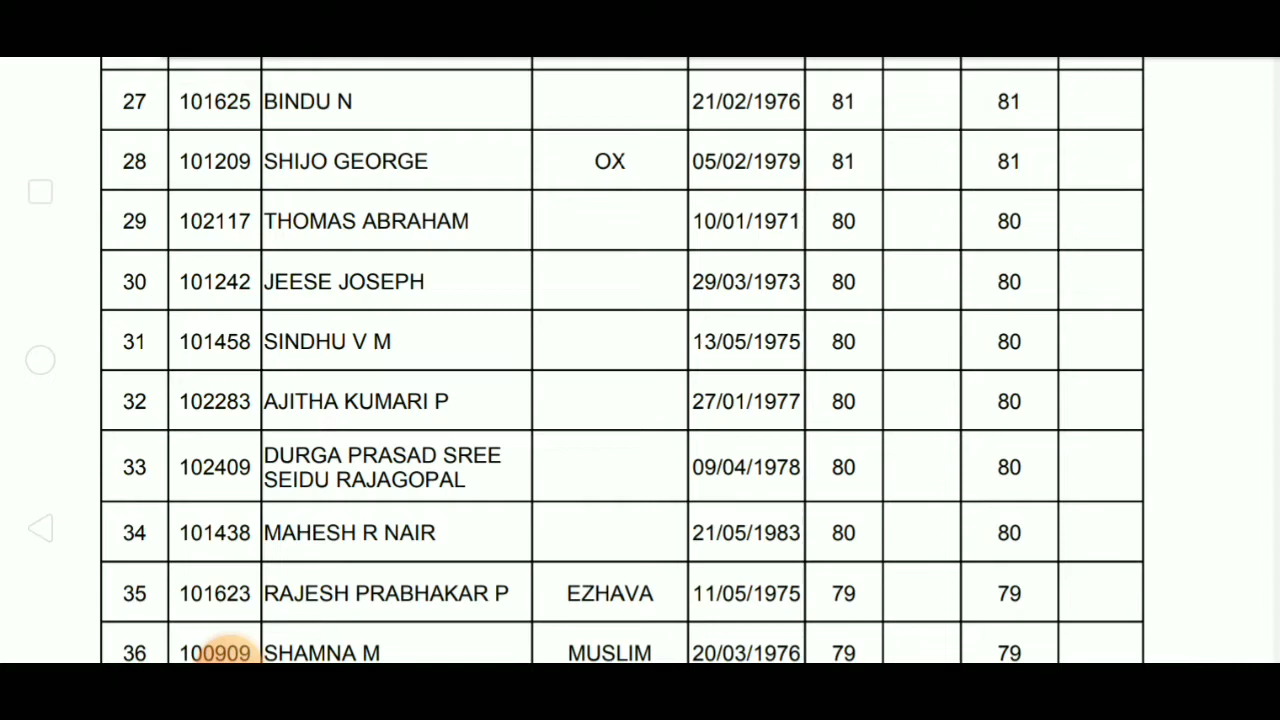 27 101625 BINDU N 21/02/1976 81 81
28 101209 SHIJO GEORGE OX 05/02/1979 81 81
29 102117 THOMAS ABRAHAM 10/01/1971 80 80
30 101242 JEESE JOSEPH 29/03/1973 80 80
31 101458 SINDHU V M 13/05/1975 80 80
32 102283 AJITHA KUMARI P 27/01/1977 80 80
33 102409 DURGA PRASAD SREE
SEIDU RAJAGOPAL 09/04/1978 80 80
34 101438 MAHESH R NAIR 21/05/1983 80 80
35 101623 RAJESH PRABHAKAR P EZHAVA 11/05/1975 79 79
36 100909 SHAMNA M MUSLIM 20/03/1976 79 79